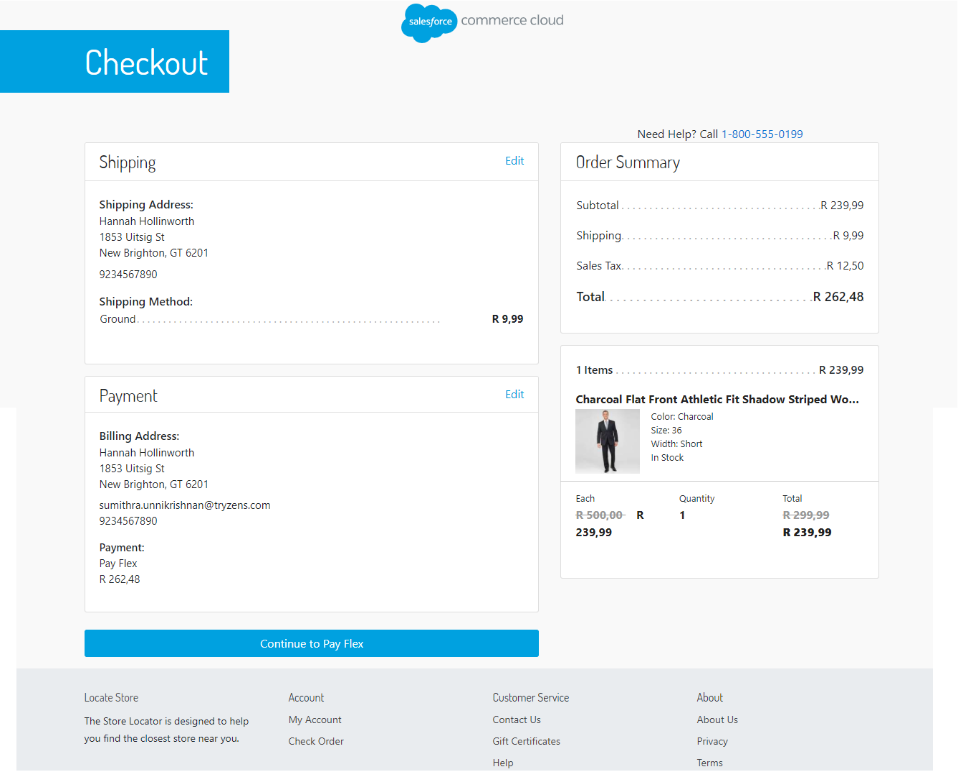 salesforce commerce cloud
Checkout
Need Help? Call 1-800-555-0199
Shipping
Edit
Shipping Address:
Hannah Hollinworth
1853 Uitsig St
New Brighton, GT 6201
9234567890
Shipping Method:
Ground R 9,99
Payment
Edit
Billing Address:
Hannah Hollinworth
1853 Uitsig St
New Brighton, GT 6201
sumithra.unnikrishnan@tryzens.com
9234567890
Payment:
Pay Flex
R 262,48
Continue to Pay Flex
Order Summary
Subtotal R 239,99
Shipping R 9,99
Sales Tax R 12,50
Total R 262,48
1 Items R 239,99
Charcoal Flat Front Athletic Fit Shadow Striped Wo...
Color: Charcoal
Size: 36
Width: Short
In Stock
Each Quantity Total
R 500,00 R 1 R 299,99
239,99 R 239,99
Locate Store
The Store Locator is designed to help
you find the closest store near you.
Account
My Account
Check Order
Customer Service
Contact Us
Gift Certificates
Help
About
About Us
Privacy
Terms